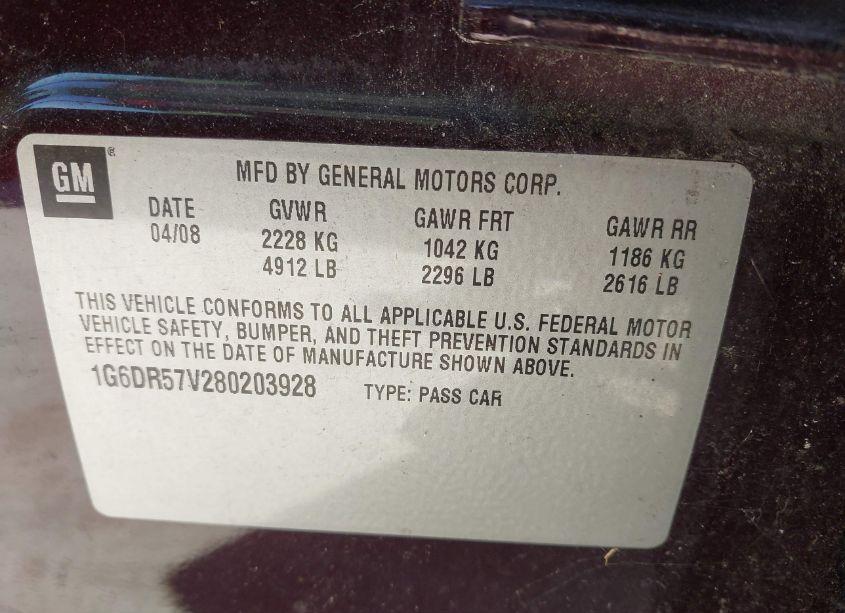 GM®
MFD BY GENERAL MOTORS CORP.
DATE GVWR GAWR FRT GAWR RR
04/08 2228 KG 1042 KG 1186 KG
4912 LB 2296 LB 2616 LB
THIS VEHICLE CONFORMS TO ALL APPLICABLE U.S. FEDERAL MOTOR
VEHICLE SAFETY, BUMPER, AND THEFT PREVENTION STANDARDS IN
EFFECT ON THE DATE OF MANUFACTURE SHOWN ABOVE.
1G6DR57V280203928 TYPE: PASS CAR